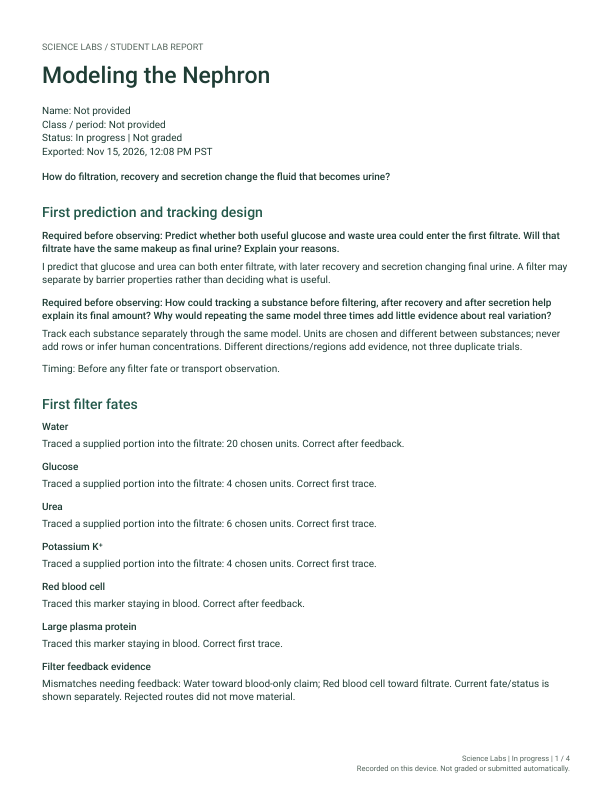 SCIENCE LABS / STUDENT LAB REPORT
Modeling the Nephron
Name: Not provided
Class / period: Not provided
Status: In progress | Not graded
Exported: Nov 15, 2026, 12:08 PM PST
How do filtration, recovery and secretion change the fluid that becomes urine?
First prediction and tracking design
Required before observing: Predict whether both useful glucose and waste urea could enter the first filtrate. Will that
filtrate have the same makeup as final urine? Explain your reasons.
I predict that glucose and urea can both enter filtrate, with later recovery and secretion changing final urine. A filter may
separate by barrier properties rather than deciding what is useful.
Required before observing: How could tracking a substance before filtering, after recovery and after secretion help
explain its final amount? Why would repeating the same model three times add little evidence about real variation?
Track each substance separately through the same model. Units are chosen and different between substances; never
add rows or infer human concentrations. Different directions/regions add evidence, not three duplicate trials.
Timing: Before any filter fate or transport observation.
First filter fates
Water
Traced a supplied portion into the filtrate: 20 chosen units. Correct after feedback.
Glucose
Traced a supplied portion into the filtrate: 4 chosen units. Correct first trace.
Urea
Traced a supplied portion into the filtrate: 6 chosen units. Correct first trace.
Potassium K⁺
Traced a supplied portion into the filtrate: 4 chosen units. Correct first trace.
Red blood cell
Traced this marker staying in blood. Correct after feedback.
Large plasma protein
Traced this marker staying in blood. Correct first trace.
Filter feedback evidence
Mismatches needing feedback: Water toward blood-only claim; Red blood cell toward filtrate. Current fate/status is
shown separately. Rejected routes did not move material.
Science Labs | In progress | 1 / 4
Recorded on this device. Not graded or submitted automatically.